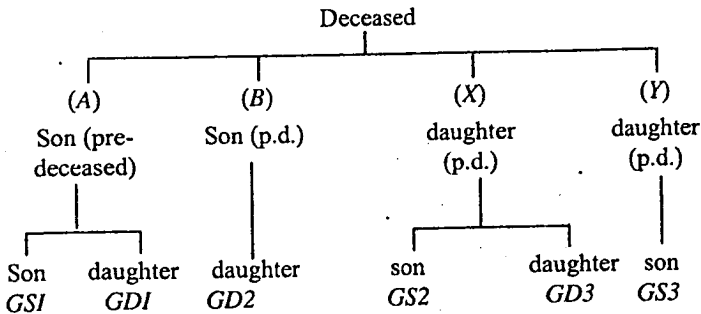 Deceased
(A) (B) (X) (Y)
Son (pre- Son (p.d.) daughter daughter
deceased) (p.d.) (p.d.)
Son daughter daughter son daughter son
GS1 GD1 GD2 GS2 GD3 GS3